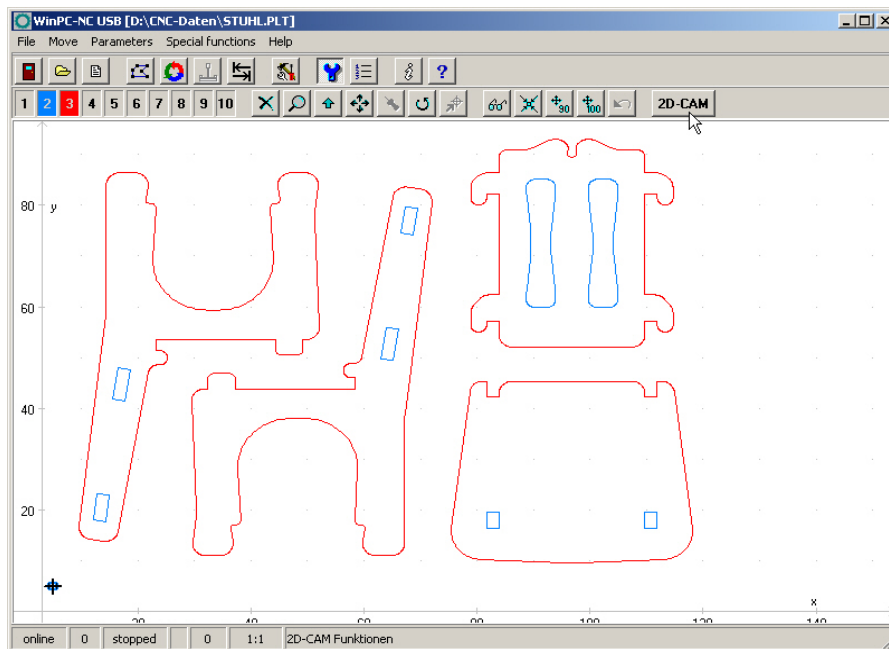 WinPC-NC USB [D:\CNC-Daten\STUHL.PLT]
File Move Parameters Special functions Help
1 2 3 4 5 6 7 8 9 10 90 100 2D-CAM
80 y
60
40
20
x
20 40 60 80 100 120 140
online 0 stopped 0 1:1 2D-CAM Funktionen